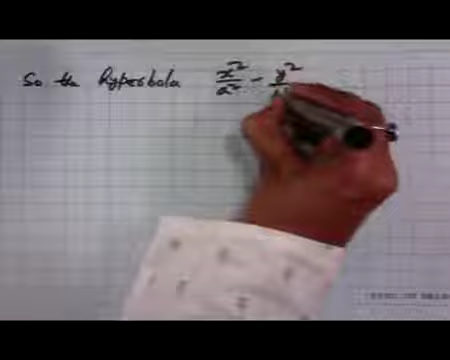 So the hyperbola x²/a² - y²/